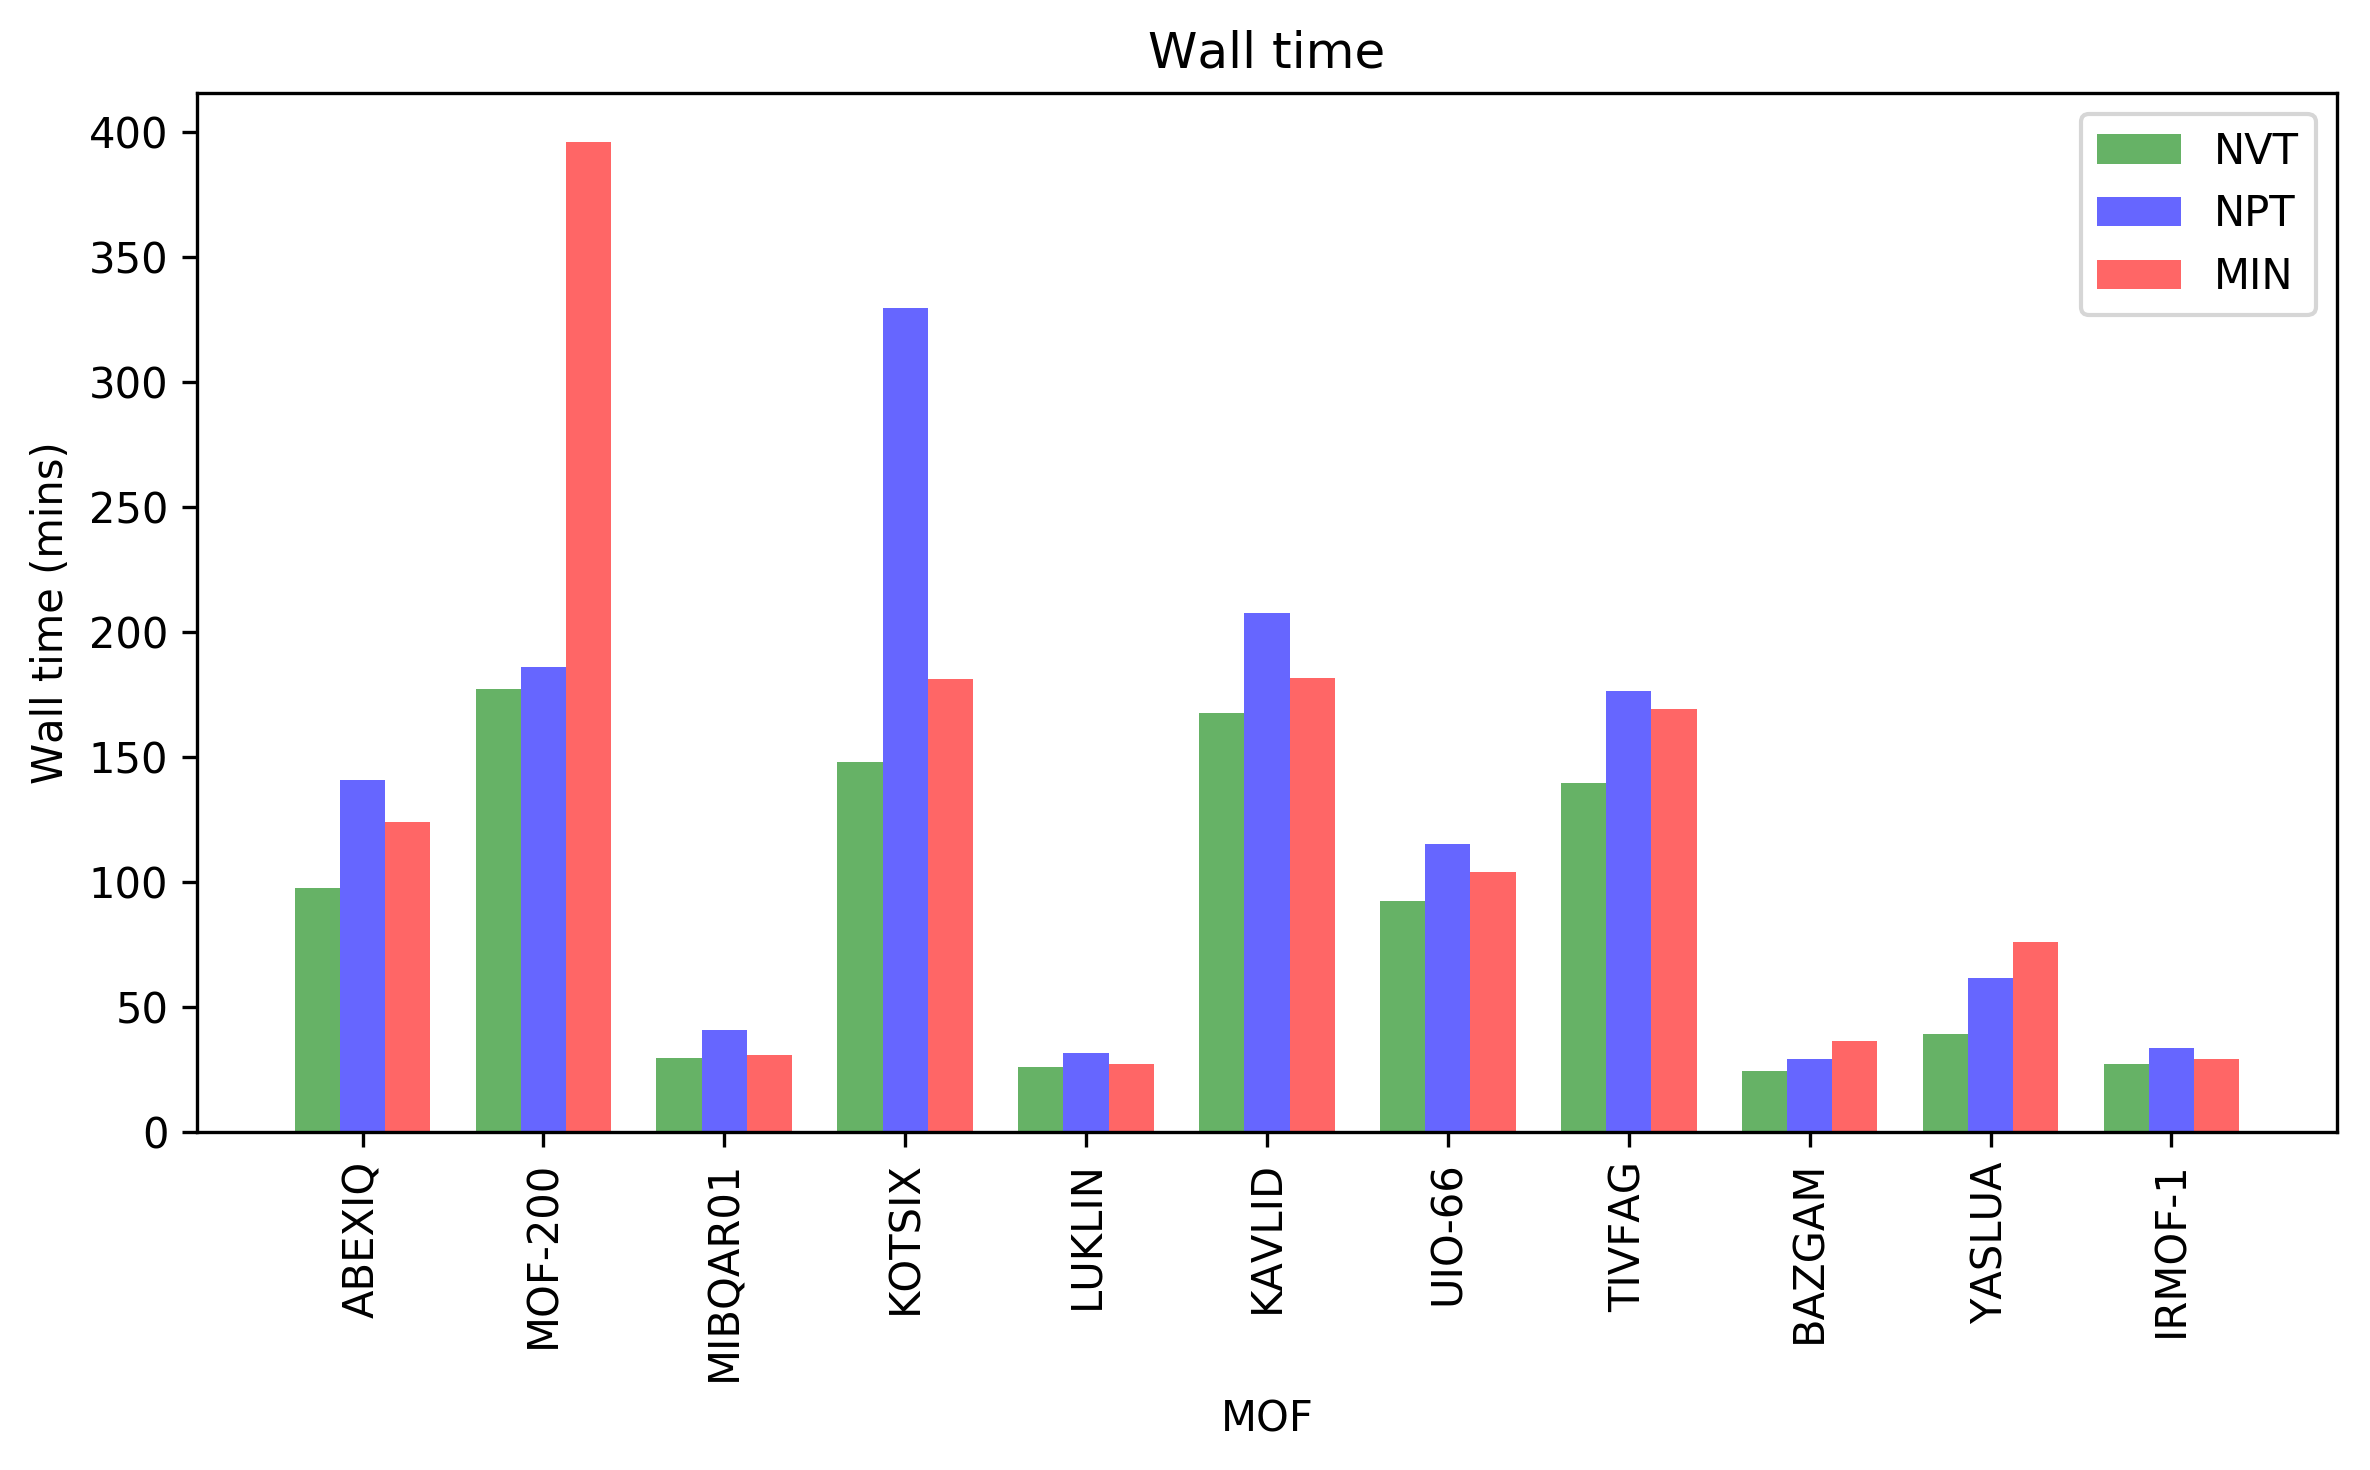 Wall time
NVT
NPT
MIN
Wall time (mins)
400
350
300
250
200
150
100
50
0
ABEXIQ
MOF-200
MIBQAR01
KOTSIX
LUKLIN
KAVLID
UIO-66
TIVFAG
BAZGAM
YASLUA
IRMOF-1
MOF